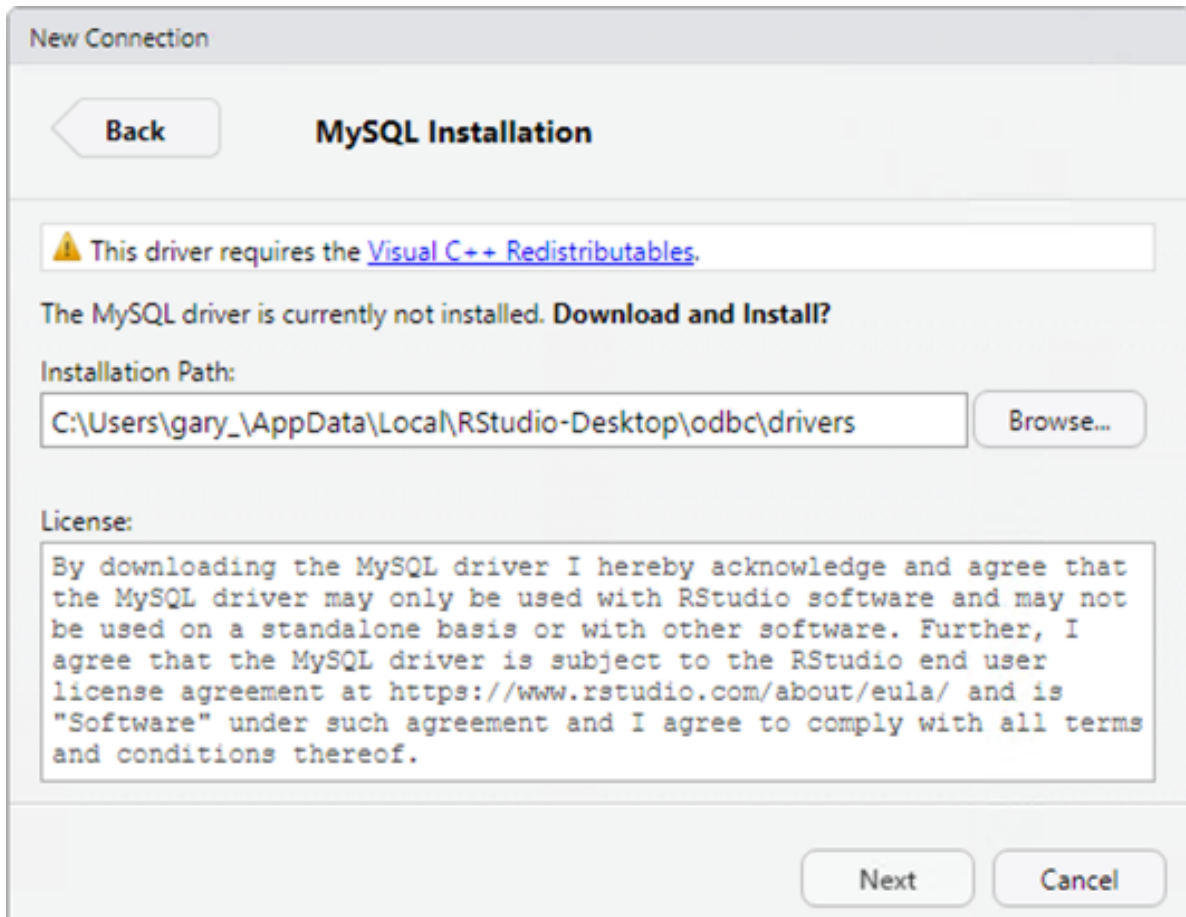 New Connection
Back
MySQL Installation
This driver requires the Visual C++ Redistributables.
The MySQL driver is currently not installed. Download and Install?
Installation Path:
C:\Users\gary_\AppData\Local\RStudio-Desktop\odbc\drivers
Browse...
License:
By downloading the MySQL driver I hereby acknowledge and agree that
the MySQL driver may only be used with RStudio software and may not
be used on a standalone basis or with other software. Further, I
agree that the MySQL driver is subject to the RStudio end user
license agreement at https://www.rstudio.com/about/eula/ and is
"Software" under such agreement and I agree to comply with all terms
and conditions thereof.
Next
Cancel